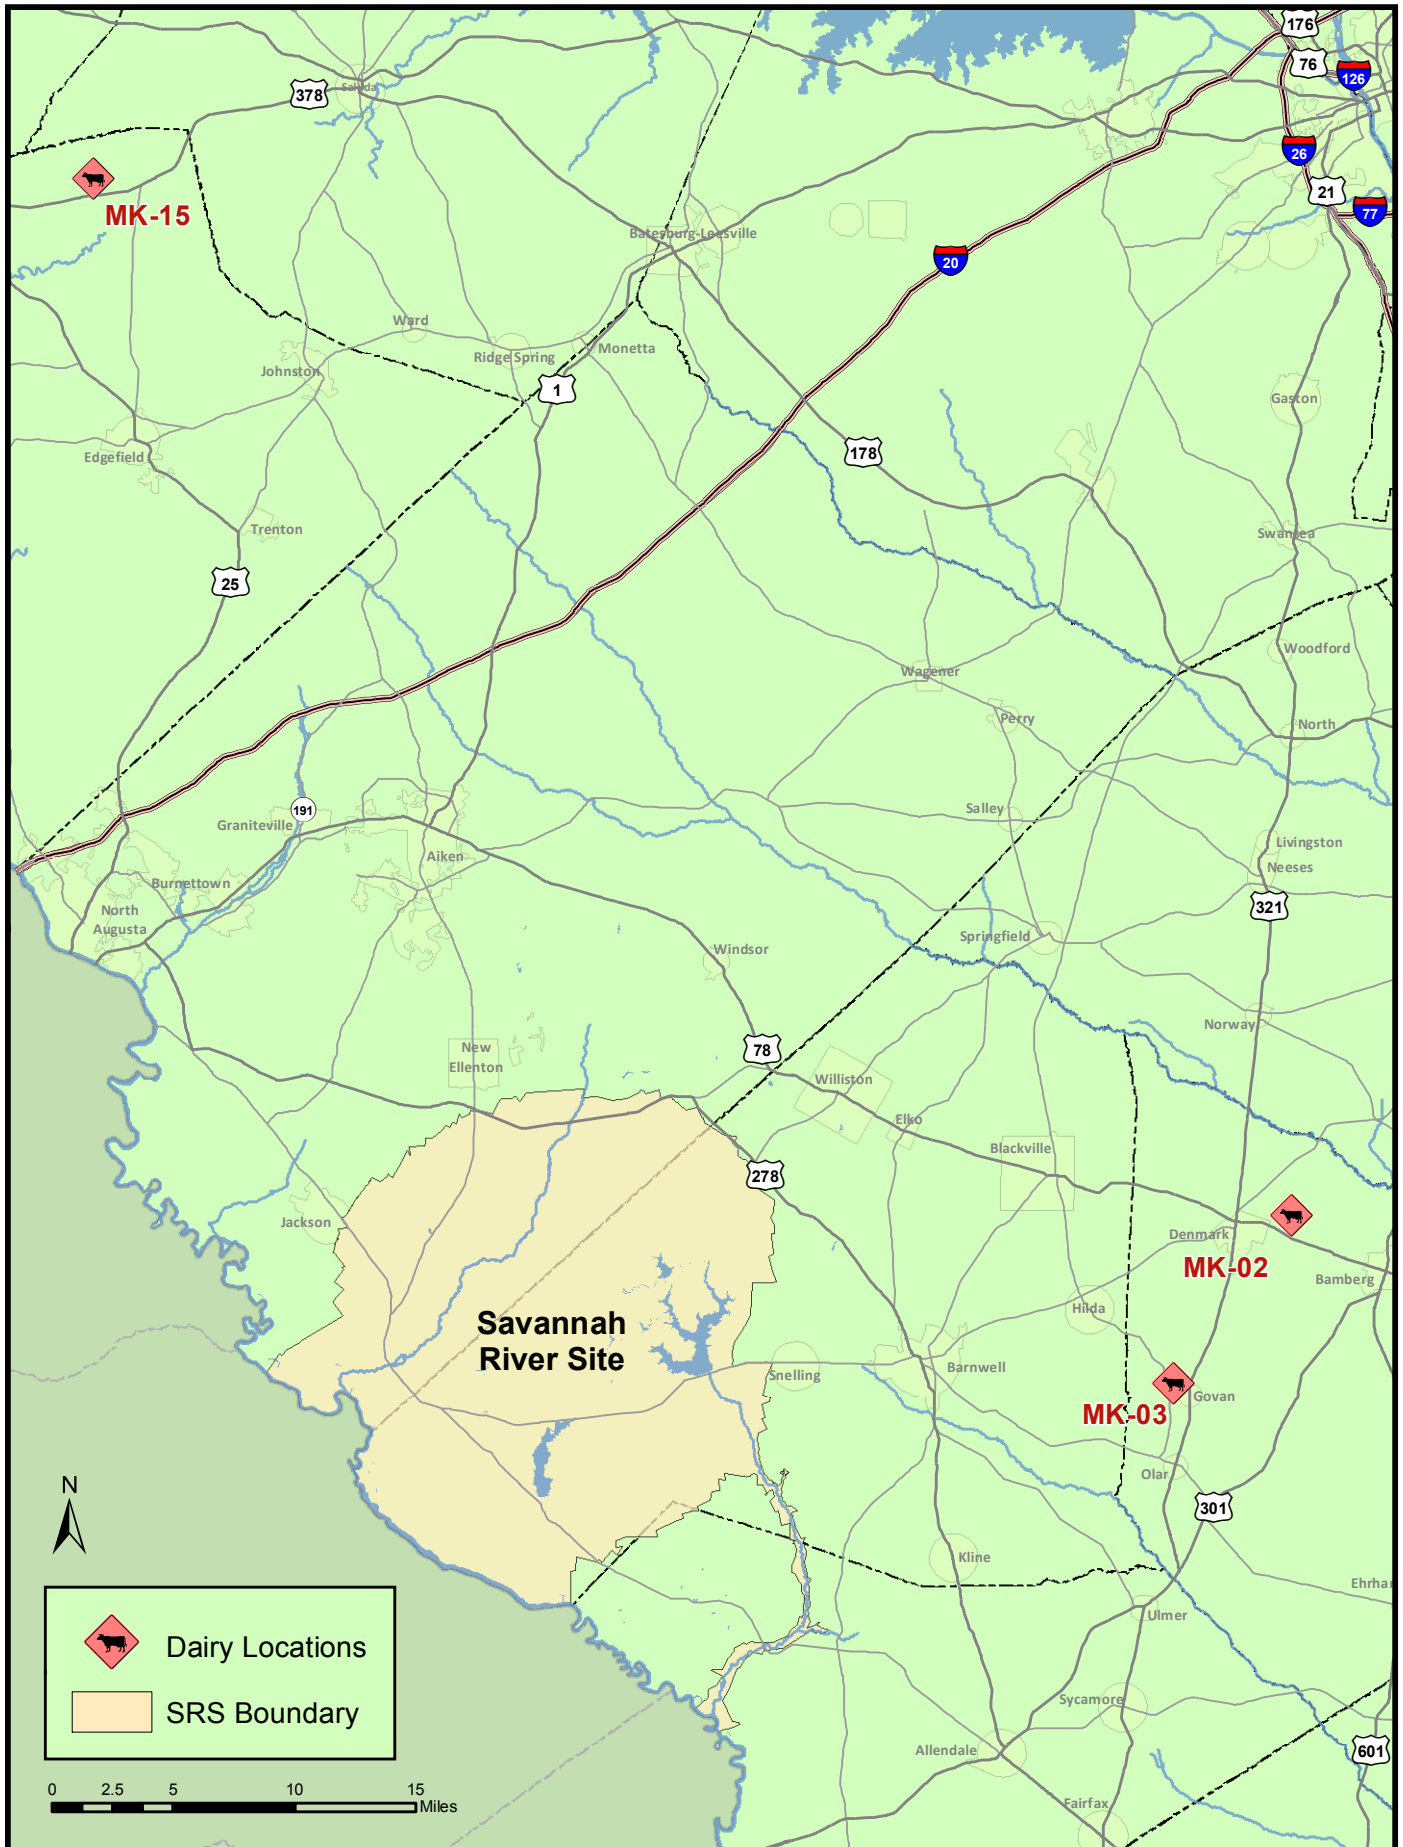 176
76
126
378
Saluda
26
MK-15
21
77
Batesburg-Leesville
20
Ward
Ridge Spring
Monetta
Johnston
1
Gaston
178
Edgefield
Trenton
Swansea
25
Woodford
Wagener
Perry
North
191
Salley
Graniteville
Livingston
Aiken
Neeses
Burnettown
321
North
Augusta
Springfield
Windsor
Norway
New
Ellenton
78
Williston
Elko
Blackville
278
Jackson
Denmark
MK-02
Bamberg
Hilda
Savannah
River Site
Snelling
Barnwell
Govan
MK-03
Olar
N
301
Kline
Ehrhar
Ulmer
Dairy Locations
SRS Boundary
Sycamore
Allendale
601
0 2.5 5 10 15
Miles
Fairfax